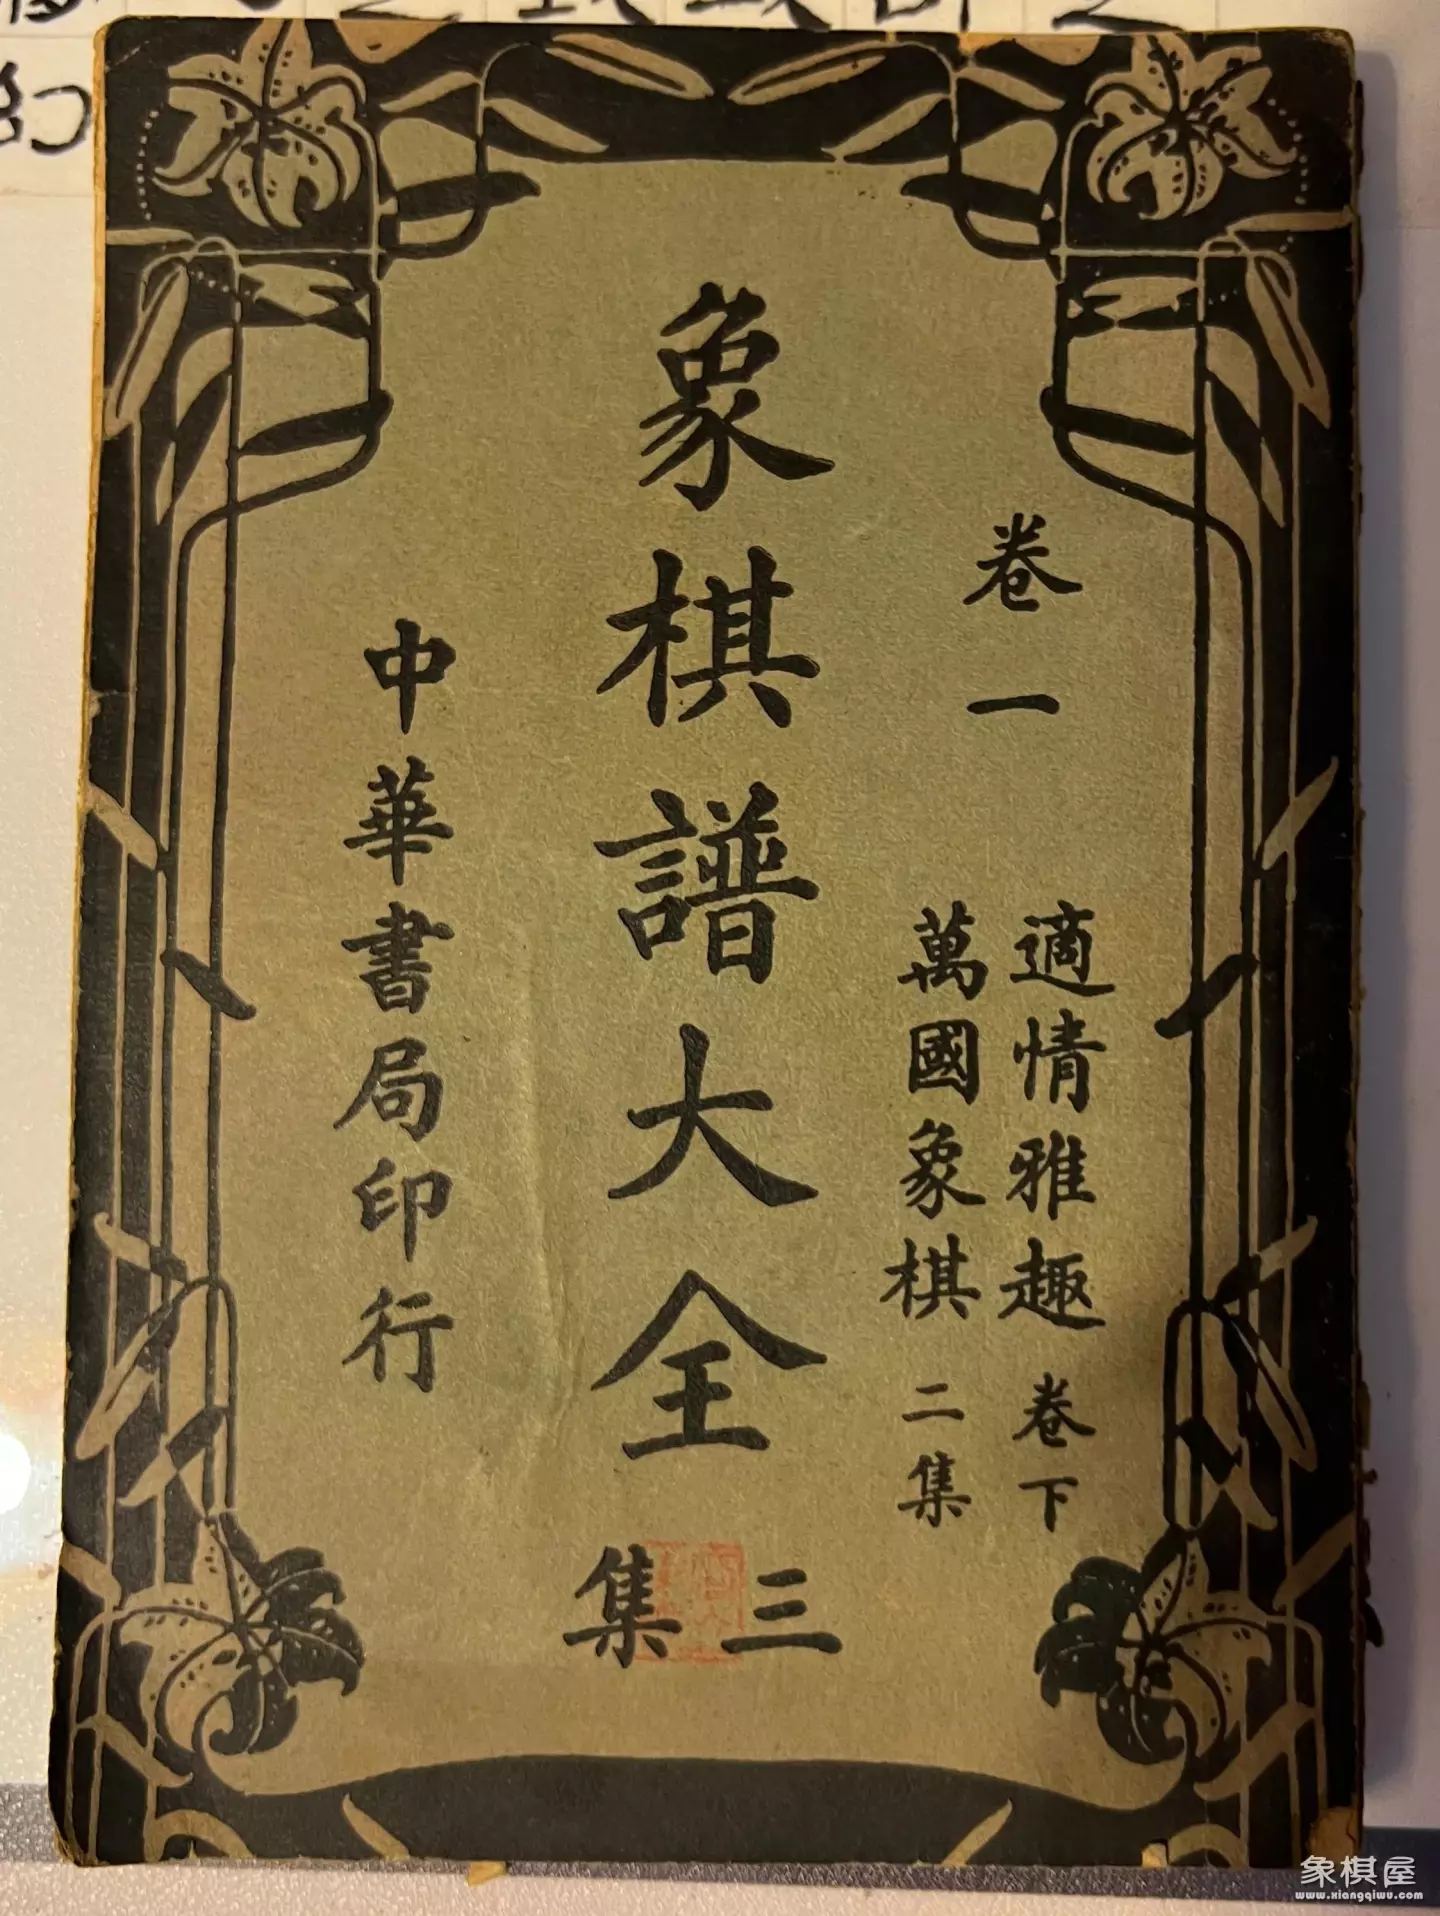 卷一
適情雅趣 卷下
萬國象棋 二集
象棋譜大全
三集
中華書局印行
象棋屋
www.xiangqiwu.com